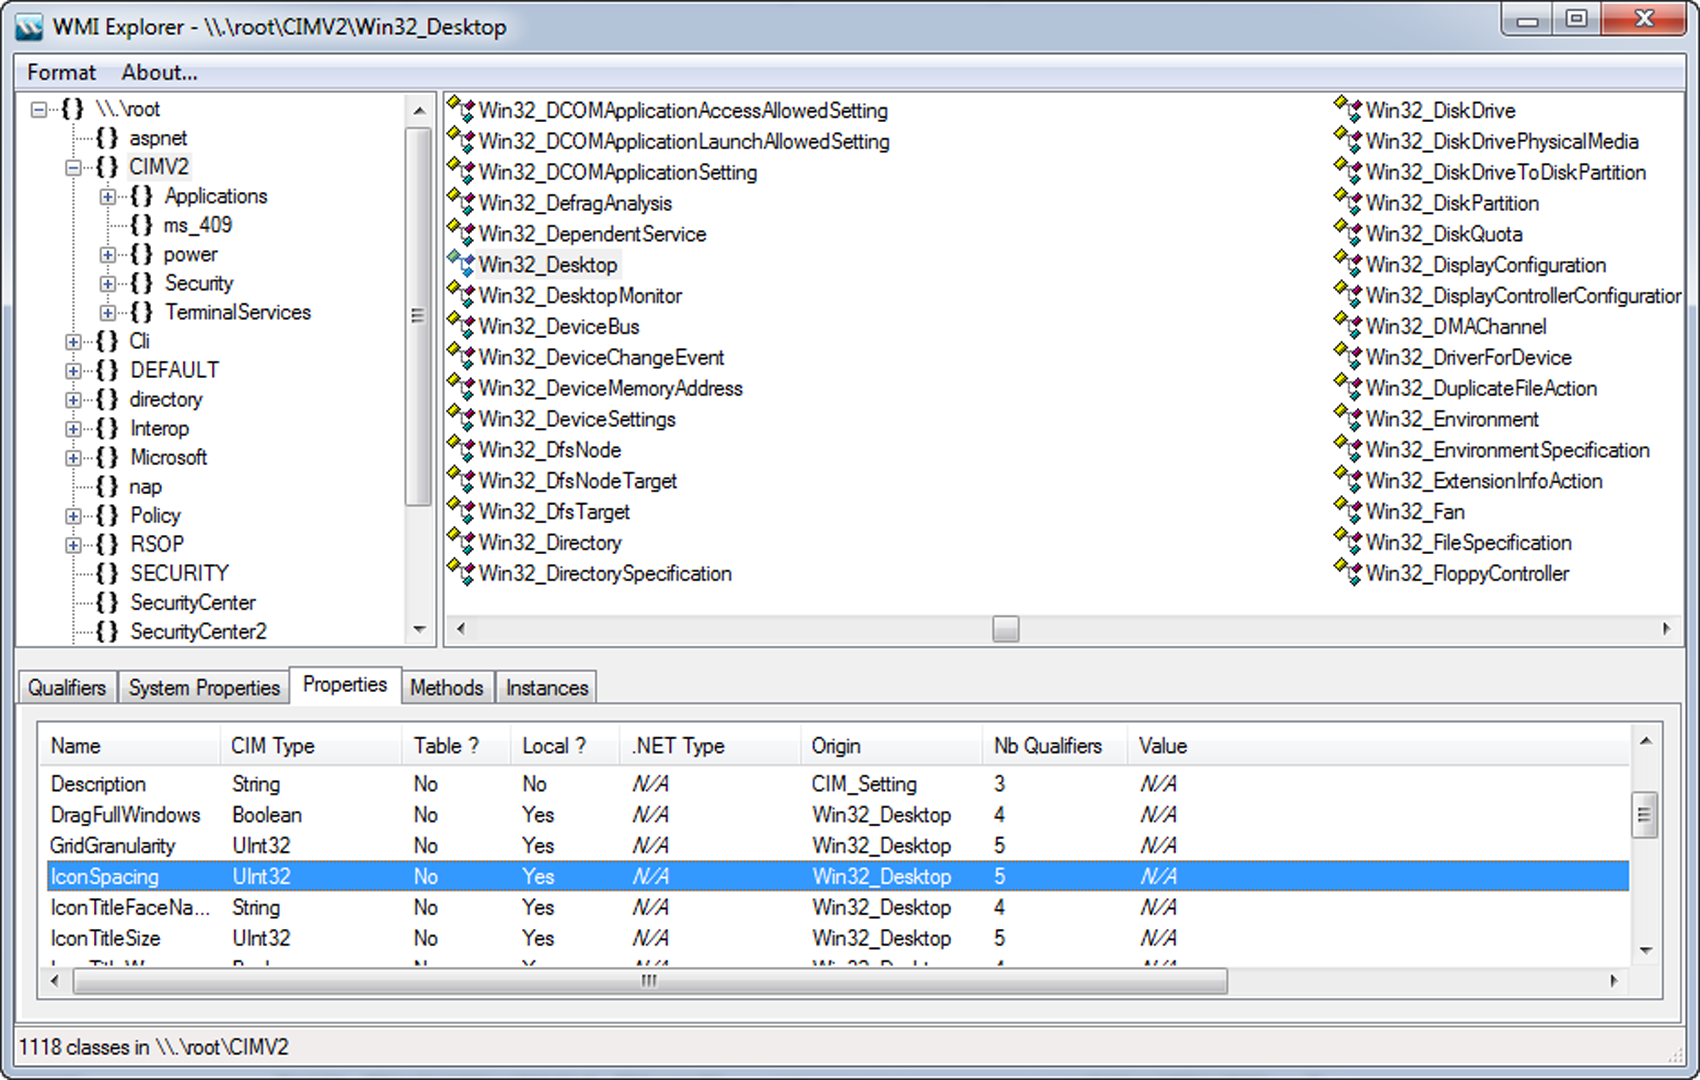 WMI Explorer - \\.\root\CIMV2\Win32_Desktop
Format About...
\\.\root
aspnet
CIMV2
Applications
ms_409
power
Security
TerminalServices
Cli
DEFAULT
directory
Interop
Microsoft
nap
Policy
RSOP
SECURITY
SecurityCenter
SecurityCenter2
Win32_DCOMApplicationAccessAllowedSetting
Win32_DCOMApplicationLaunchAllowedSetting
Win32_DCOMApplicationSetting
Win32_DefragAnalysis
Win32_DependentService
Win32_Desktop
Win32_DesktopMonitor
Win32_DeviceBus
Win32_DeviceChangeEvent
Win32_DeviceMemoryAddress
Win32_DeviceSettings
Win32_DfsNode
Win32_DfsNodeTarget
Win32_DfsTarget
Win32_Directory
Win32_DirectorySpecification
Win32_DiskDrive
Win32_DiskDrivePhysicalMedia
Win32_DiskDriveToDiskPartition
Win32_DiskPartition
Win32_DiskQuota
Win32_DisplayConfiguration
Win32_DisplayControllerConfiguration
Win32_DMAChannel
Win32_DriverForDevice
Win32_DuplicateFileAction
Win32_Environment
Win32_EnvironmentSpecification
Win32_ExtensionInfoAction
Win32_Fan
Win32_FileSpecification
Win32_FloppyController
Qualifiers System Properties Properties Methods Instances
Name CIM Type Table ? Local ? .NET Type Origin Nb Qualifiers Value
Description String No No N/A CIM_Setting 3 N/A
DragFullWindows Boolean No Yes N/A Win32_Desktop 4 N/A
GridGranularity UInt32 No Yes N/A Win32_Desktop 5 N/A
IconSpacing UInt32 No Yes N/A Win32_Desktop 5 N/A
IconTitleFaceNa... String No Yes N/A Win32_Desktop 4 N/A
IconTitleSize UInt32 No Yes N/A Win32_Desktop 5 N/A
1118 classes in \\.\root\CIMV2